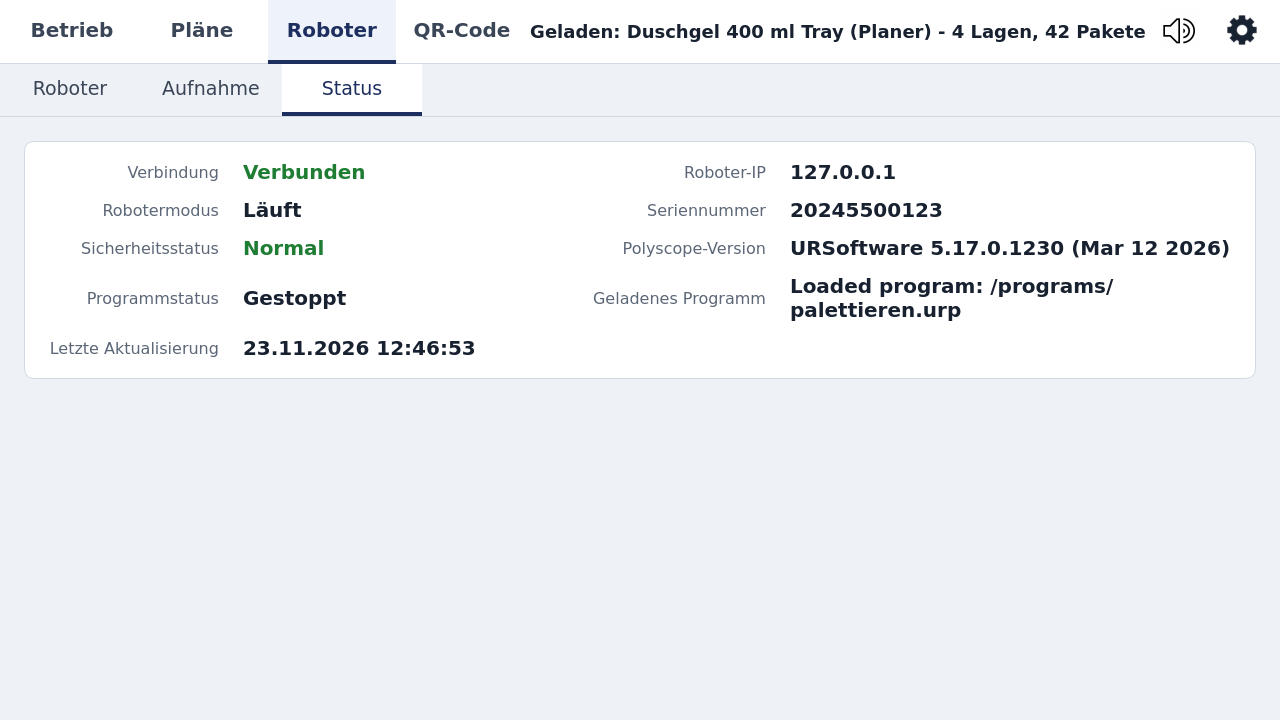 Betrieb Pläne Roboter QR-Code Geladen: Duschgel 400 ml Tray (Planer) - 4 Lagen, 42 Pakete
Roboter Aufnahme Status
Verbindung Verbunden Roboter-IP 127.0.0.1
Robotermodus Läuft Seriennummer 20245500123
Sicherheitsstatus Normal Polyscope-Version URSoftware 5.17.0.1230 (Mar 12 2026)
Programmstatus Gestoppt Geladenes Programm Loaded program: /programs/
palettieren.urp
Letzte Aktualisierung 23.11.2026 12:46:53